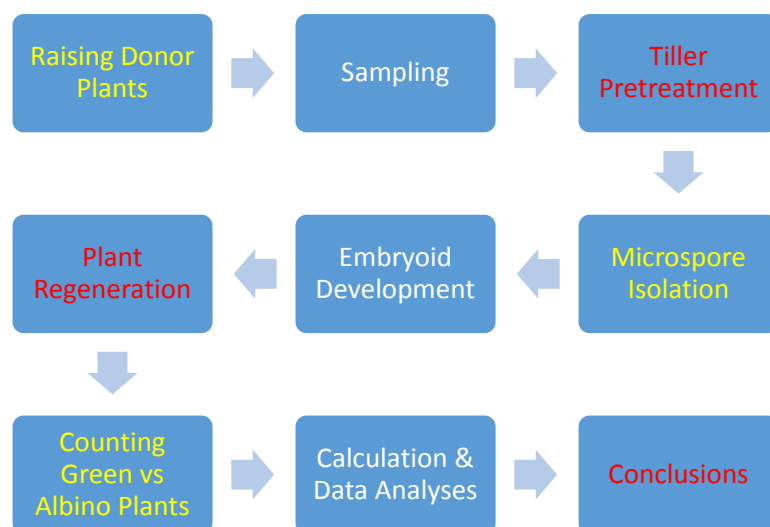 Raising Donor
Plants
Sampling
Tiller
Pretreatment
Microspore
Isolation
Embryoid
Development
Plant
Regeneration
Counting
Green vs
Albino Plants
Calculation &
Data Analyses
Conclusions